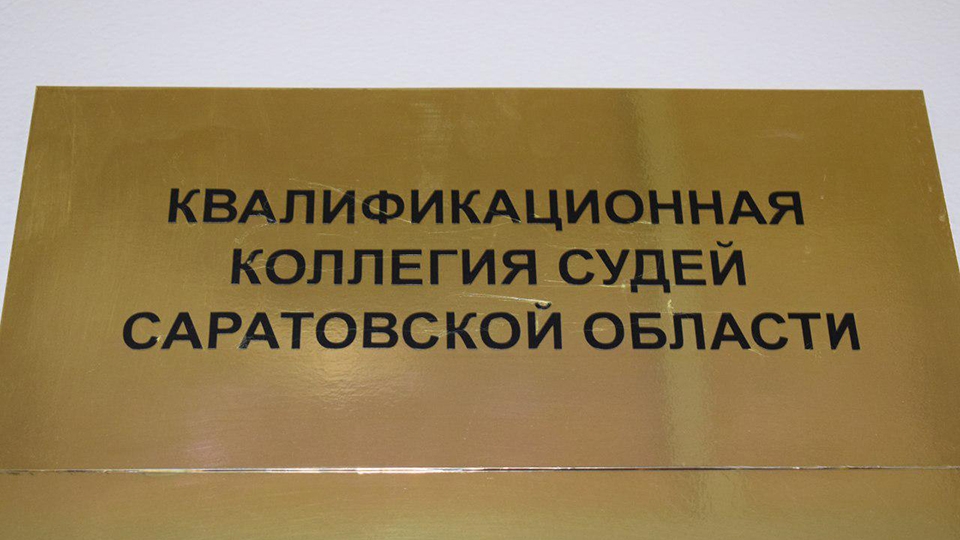 КВАЛИФИКАЦИОННАЯ
КОЛЛЕГИЯ СУДЕЙ
САРАТОВСКОЙ ОБЛАСТИ